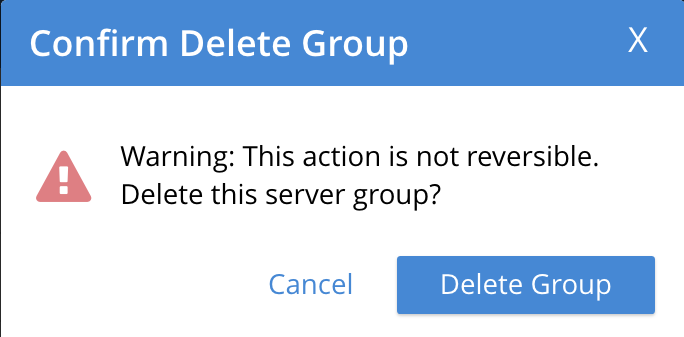 Confirm Delete Group X
Warning: This action is not reversible.
Delete this server group?
Cancel Delete Group